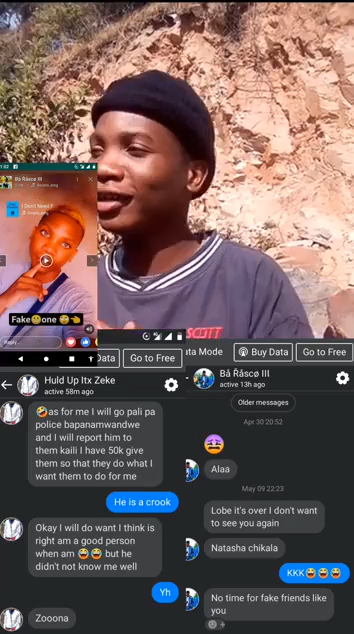 Bå Řåsce III
I Don't Need F
Fake😬one 😎👈
Reply...
SCOTT
Data
Go to Free
ata Mode
Buy Data
Go to Free
Huld Up Itx Zeke
active 58m ago
🤣as for me I will go pali pa
police bapanamwandwe
and I will report him to
them kaili I have 50k give
them so that they do what I
want them to do for me
He is a crook
Okay I will do want I think is
right am a good person
when am 😂😂 but he
didn't not know me well
Yh
Zooona
Bå Řåsce III
active 13h ago
Older messages
Apr 30 20:52
😩
Alaa
May 09 22:23
Lobe it's over I don't want
to see you again
Natasha chikala
KKK😂😂😂
No time for fake friends like
you